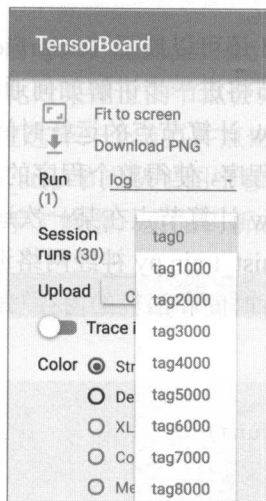 TensorBoard
Fit to screen
Download PNG
Run
(1)
log
Session
runs (30)
tag0
tag1000
Upload
C
tag2000
Trace i
tag3000
Color
Str
tag4000
De
tag5000
XL
tag6000
Co
tag7000
Me
tag8000